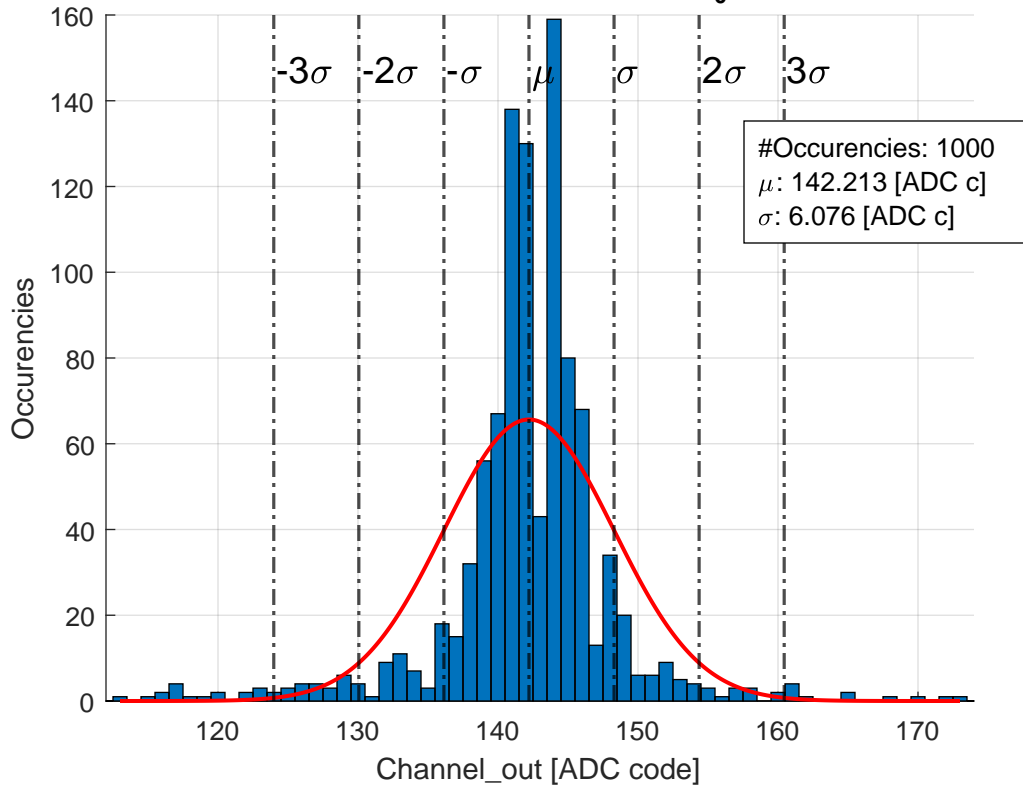 160
140
120
100
80
60
40
20
0
Occurencies
-3σ
-2σ
-σ
μ
σ
2σ
3σ
#Occurencies: 1000
μ: 142.213 [ADC c]
σ: 6.076 [ADC c]
120
130
140
150
160
170
Channel_out [ADC code]